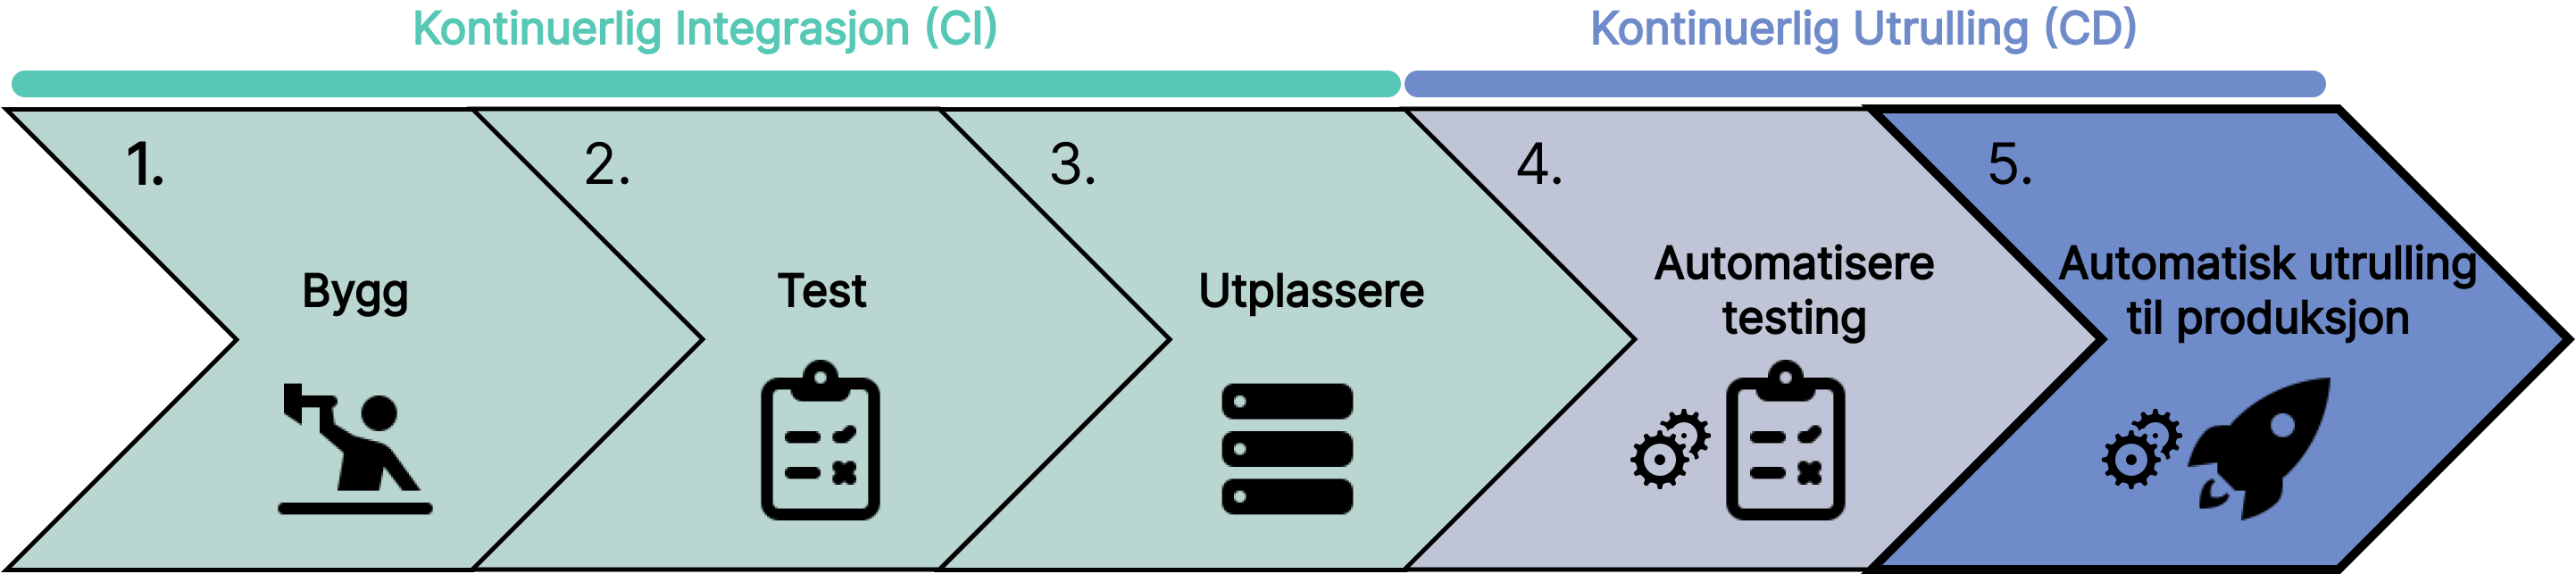 Kontinuerlig Integrasjon (CI)
Kontinuerlig Utrulling (CD)
1.
Bygg
2.
Test
3.
Utplassere
4.
Automatisere
testing
5.
Automatisk utrulling
til produksjon